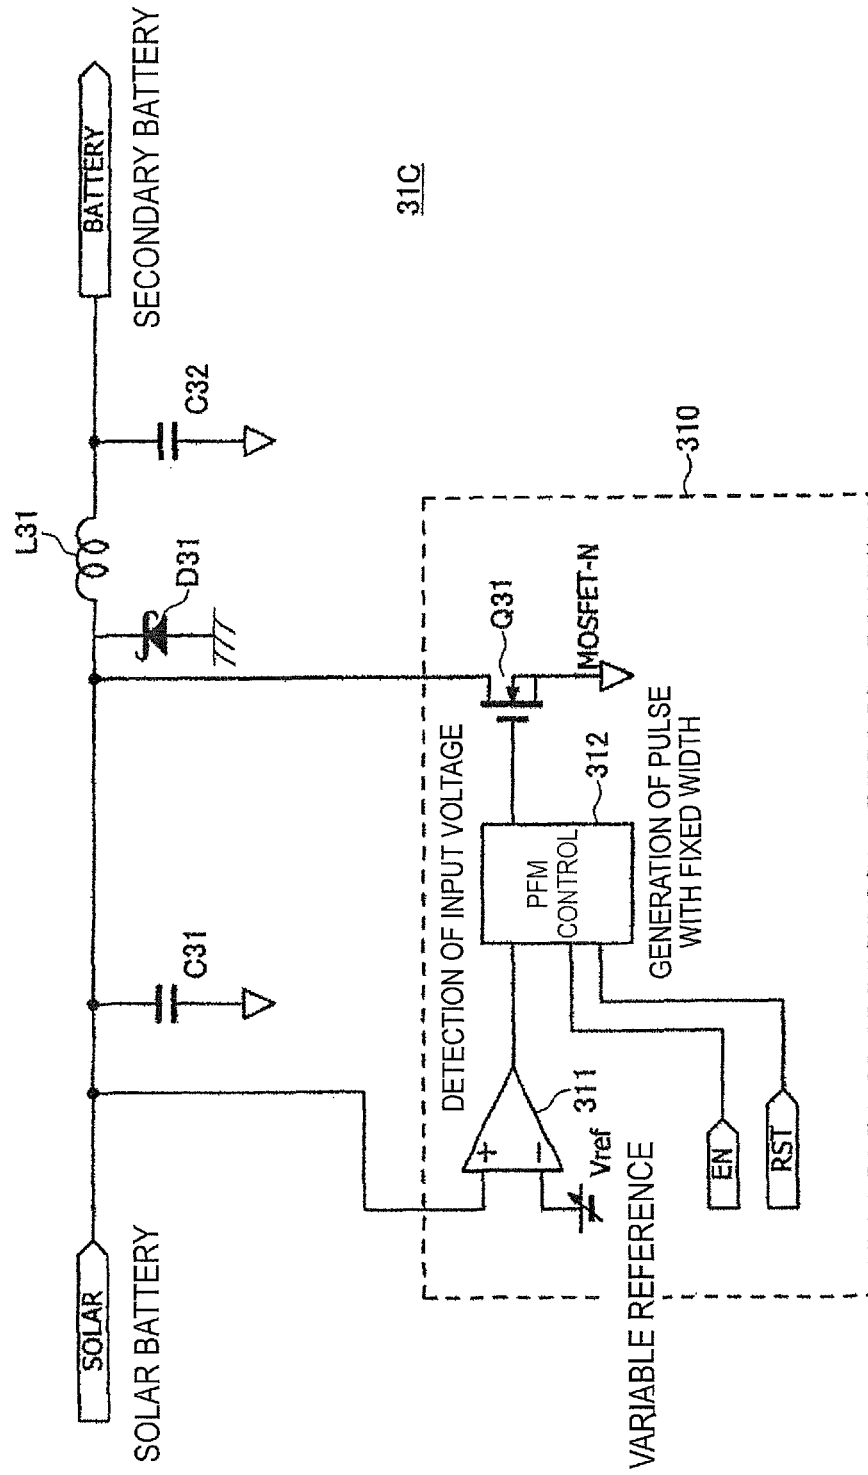 SOLAR
SOLAR BATTERY
C31
L31
D31
C32
BATTERY
SECONDARY BATTERY
31C
310
DETECTION OF INPUT VOLTAGE
Q31
MOSFET-N
+
−
311
Vref
VARIABLE REFERENCE
PFM
CONTROL
312
GENERATION OF PULSE
WITH FIXED WIDTH
EN
RST